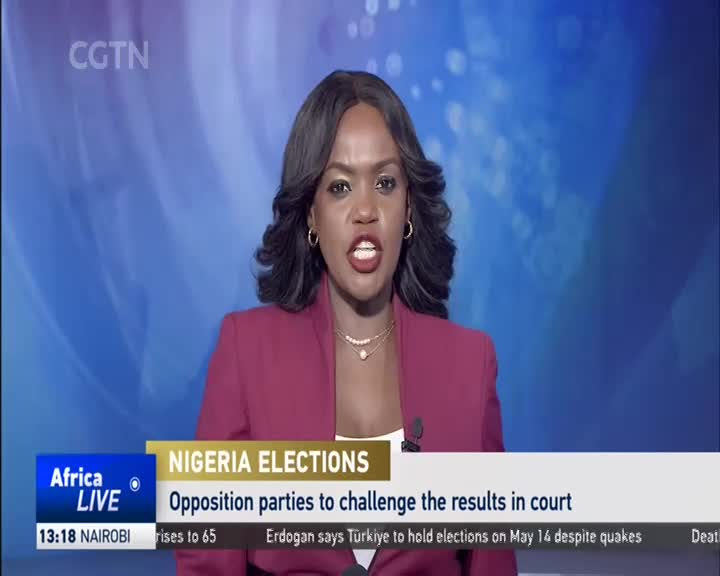 CGTN
NIGERIA ELECTIONS
Africa
LIVE
Opposition parties to challenge the results in court
13:18 NAIROBI
rises to 65 Erdogan says Türkiye to hold elections on May 14 despite quakes Deat